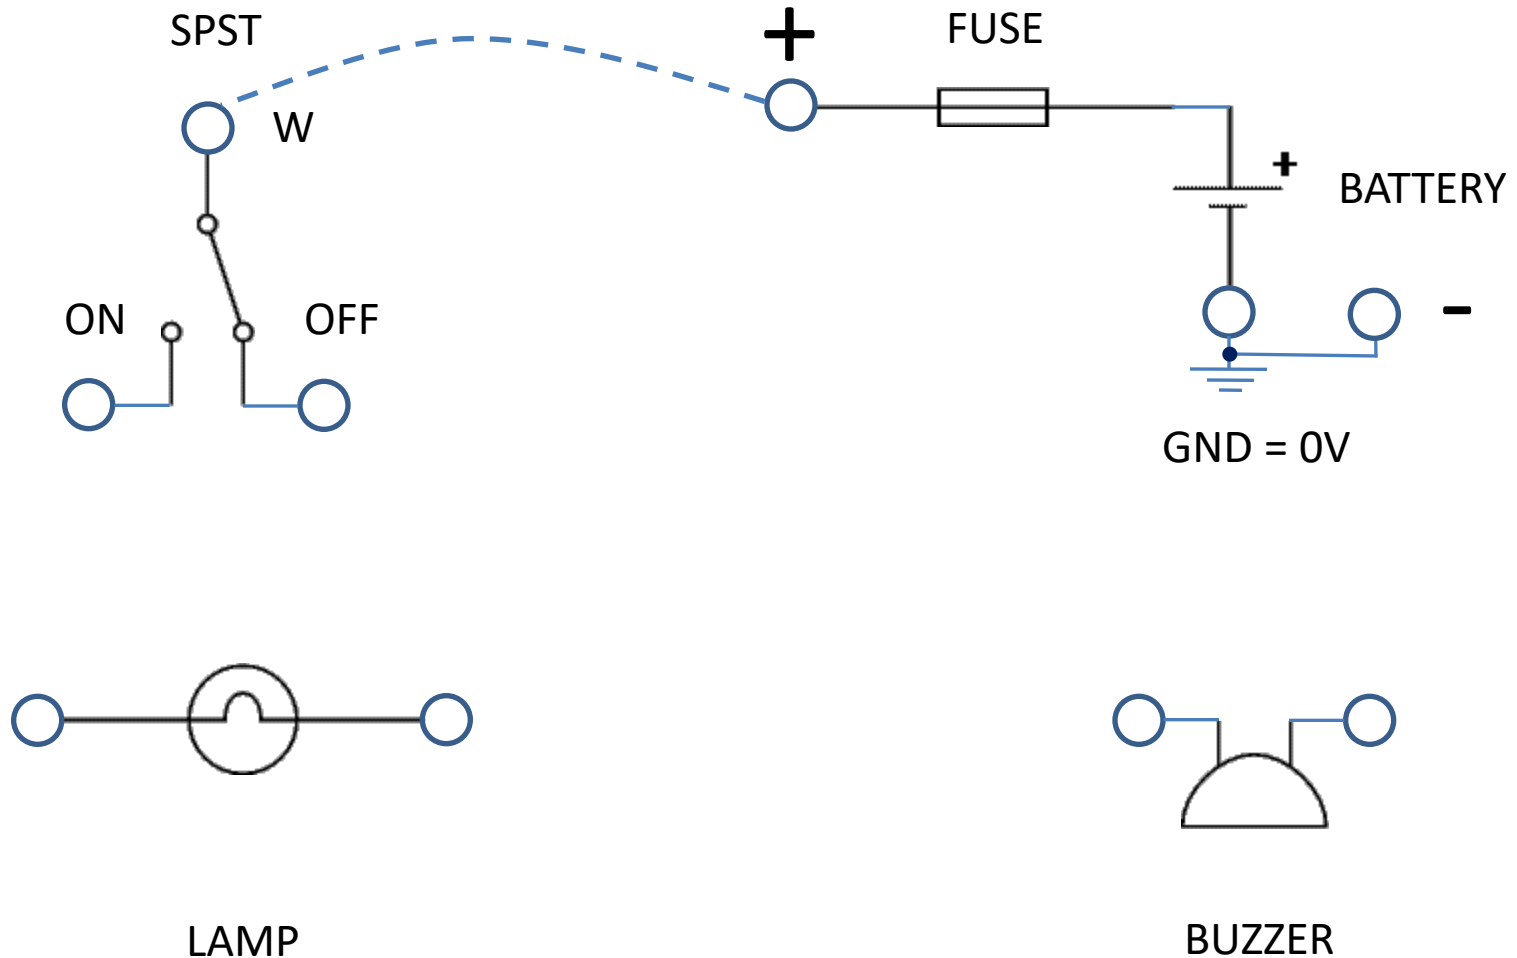 SPST
+
FUSE
W
+
BATTERY
ON
OFF
-
GND = 0V
LAMP
BUZZER